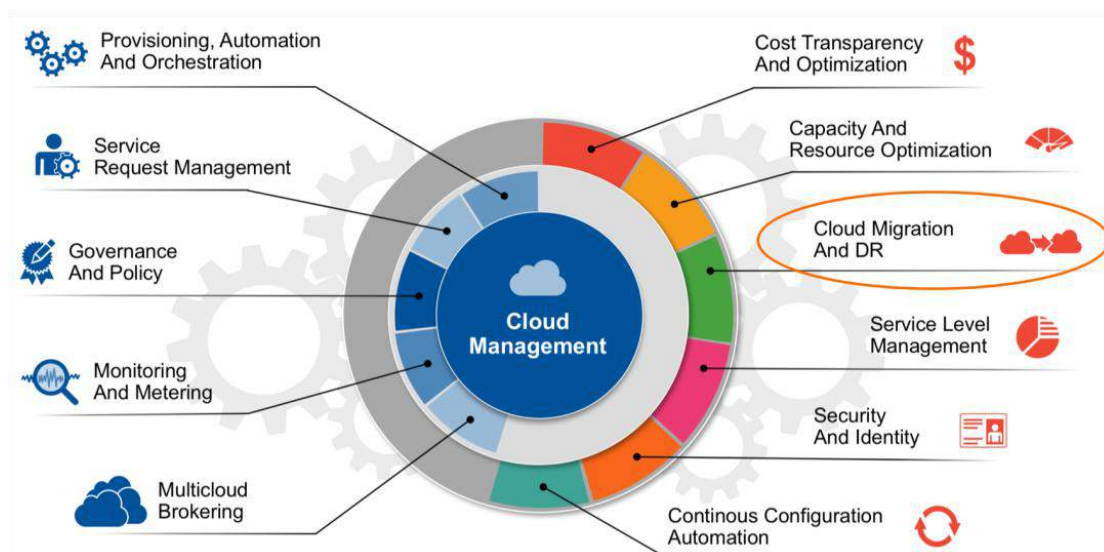 Provisioning, Automation
And Orchestration
Service
Request Management
Governance
And Policy
Monitoring
And Metering
Multicloud
Brokering
Cloud
Management
Cost Transparency
And Optimization
$
Capacity And
Resource Optimization
Cloud Migration
And DR
Service Level
Management
Security
And Identity
Continous Configuration
Automation